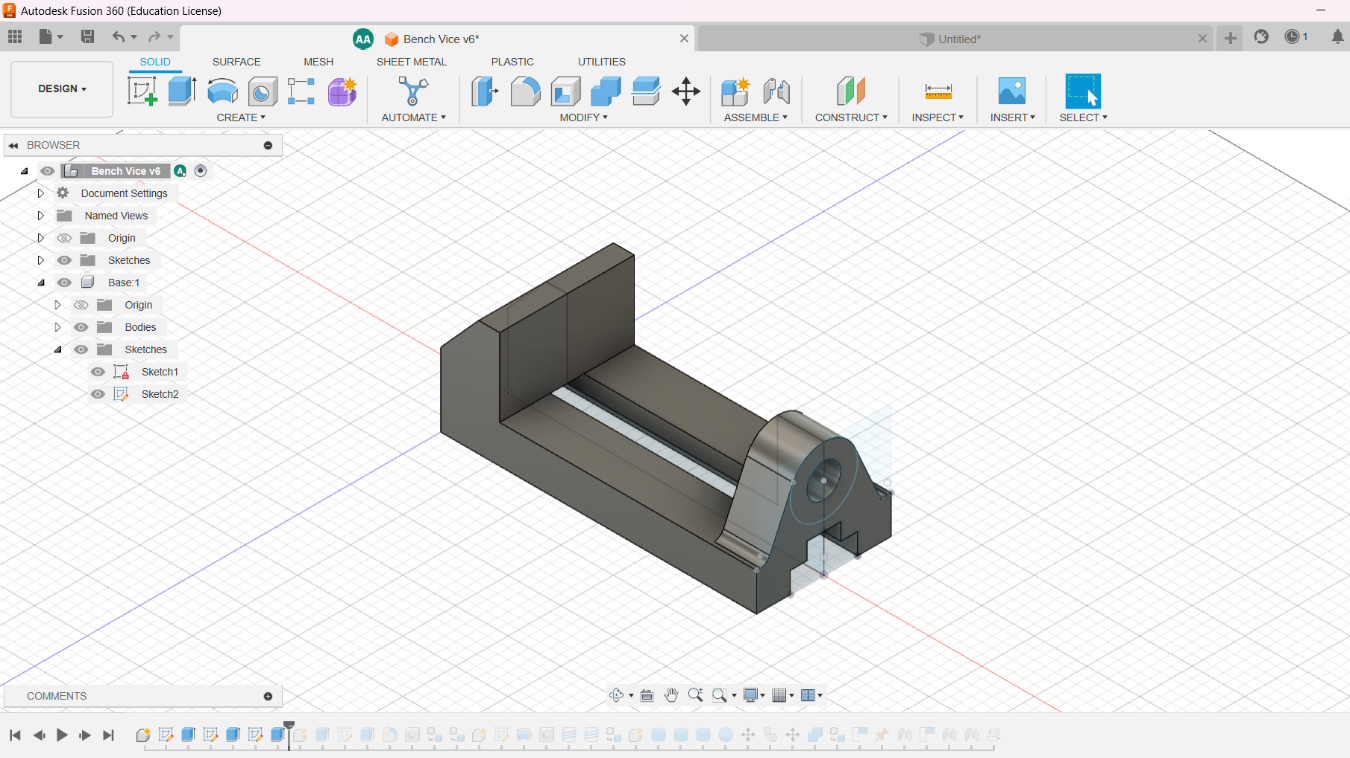 Autodesk Fusion 360 (Education License)
AA Bench Vice v6*
Untitled*
1
SOLID SURFACE MESH SHEET METAL PLASTIC UTILITIES
DESIGN
CREATE AUTOMATE MODIFY ASSEMBLE CONSTRUCT INSPECT INSERT SELECT
BROWSER
Bench Vice v6
Document Settings
Named Views
Origin
Sketches
Base:1
Origin
Bodies
Sketches
Sketch1
Sketch2
COMMENTS